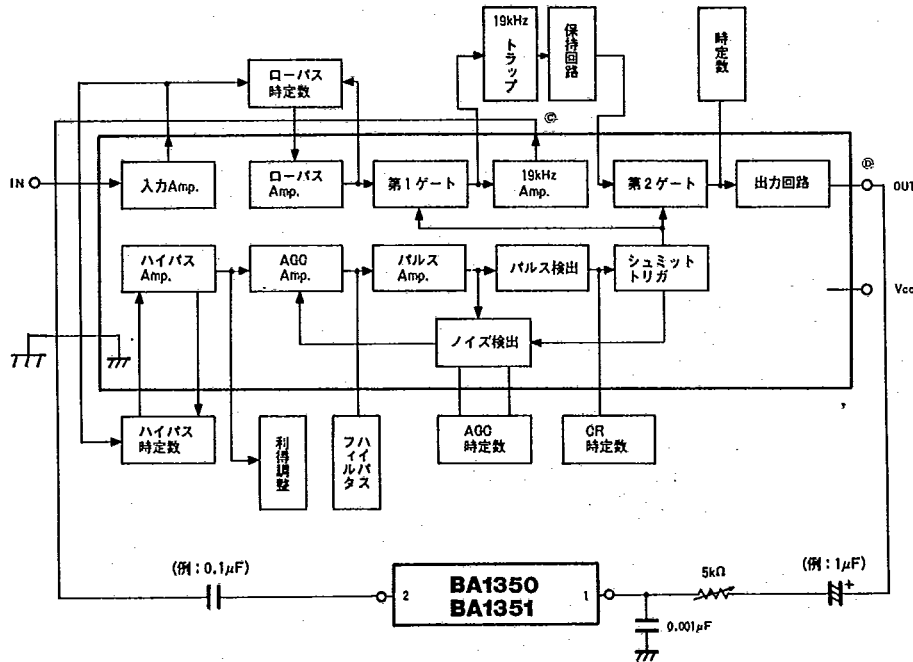 19kHz
トラップ
保持回路
時定数
ローパス
時定数
Ⓒ
Ⓓ
IN
入力Amp.
ローパス
Amp.
第1ゲート
19kHz
Amp.
第2ゲート
出力回路
OUT
ハイパス
Amp.
AGC
Amp.
パルス
Amp.
パルス検出
シュミット
トリガ
Vcc
ノイズ検出
ハイパス
時定数
利得調整
ハイパス
フィルタ
AGC
時定数
CR
時定数
(例:0.1μF)
2
BA1350
BA1351
1
5kΩ
(例:1μF)
+
0.001μF